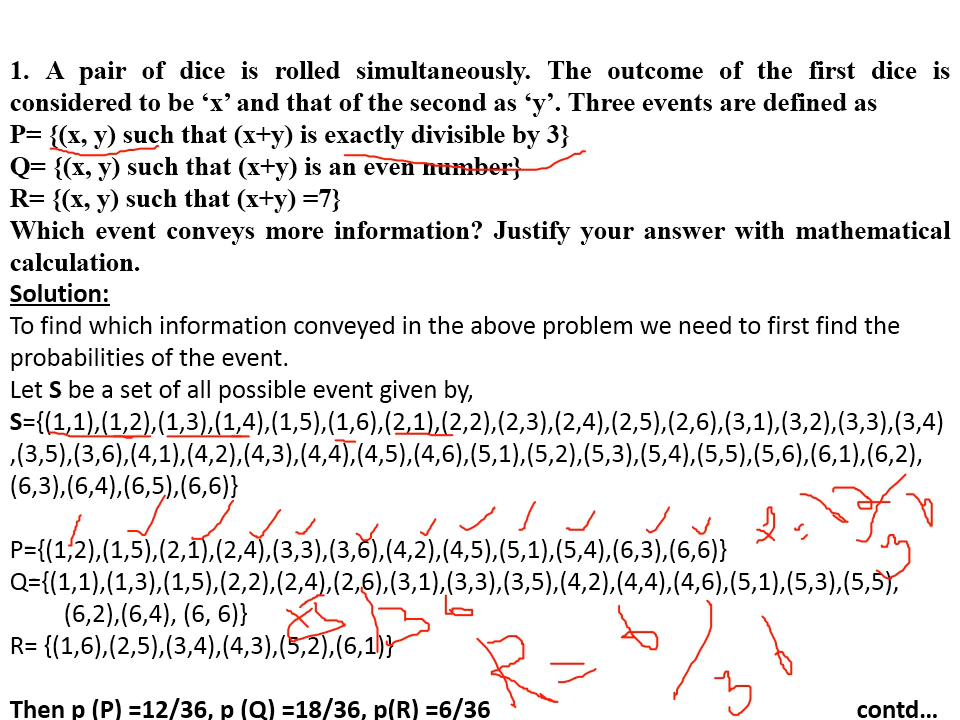 1. A pair of dice is rolled simultaneously. The outcome of the first dice is
considered to be ‘x’ and that of the second as ‘y’. Three events are defined as
P= {(x, y) such that (x+y) is exactly divisible by 3}
Q= {(x, y) such that (x+y) is an even number}
R= {(x, y) such that (x+y) =7}
Which event conveys more information? Justify your answer with mathematical
calculation.
Solution:
To find which information conveyed in the above problem we need to first find the
probabilities of the event.
Let S be a set of all possible event given by,
S={(1,1),(1,2),(1,3),(1,4),(1,5),(1,6),(2,1),(2,2),(2,3),(2,4),(2,5),(2,6),(3,1),(3,2),(3,3),(3,4)
,(3,5),(3,6),(4,1),(4,2),(4,3),(4,4),(4,5),(4,6),(5,1),(5,2),(5,3),(5,4),(5,5),(5,6),(6,1),(6,2),
(6,3),(6,4),(6,5),(6,6)}
P={(1,2),(1,5),(2,1),(2,4),(3,3),(3,6),(4,2),(4,5),(5,1),(5,4),(6,3),(6,6)}
Q={(1,1),(1,3),(1,5),(2,2),(2,4),(2,6),(3,1),(3,3),(3,5),(4,2),(4,4),(4,6),(5,1),(5,3),(5,5),
(6,2),(6,4), (6, 6)}
R= {(1,6),(2,5),(3,4),(4,3),(5,2),(6,1)}
R = 6/36
Then p (P) =12/36, p (Q) =18/36, p(R) =6/36 contd...